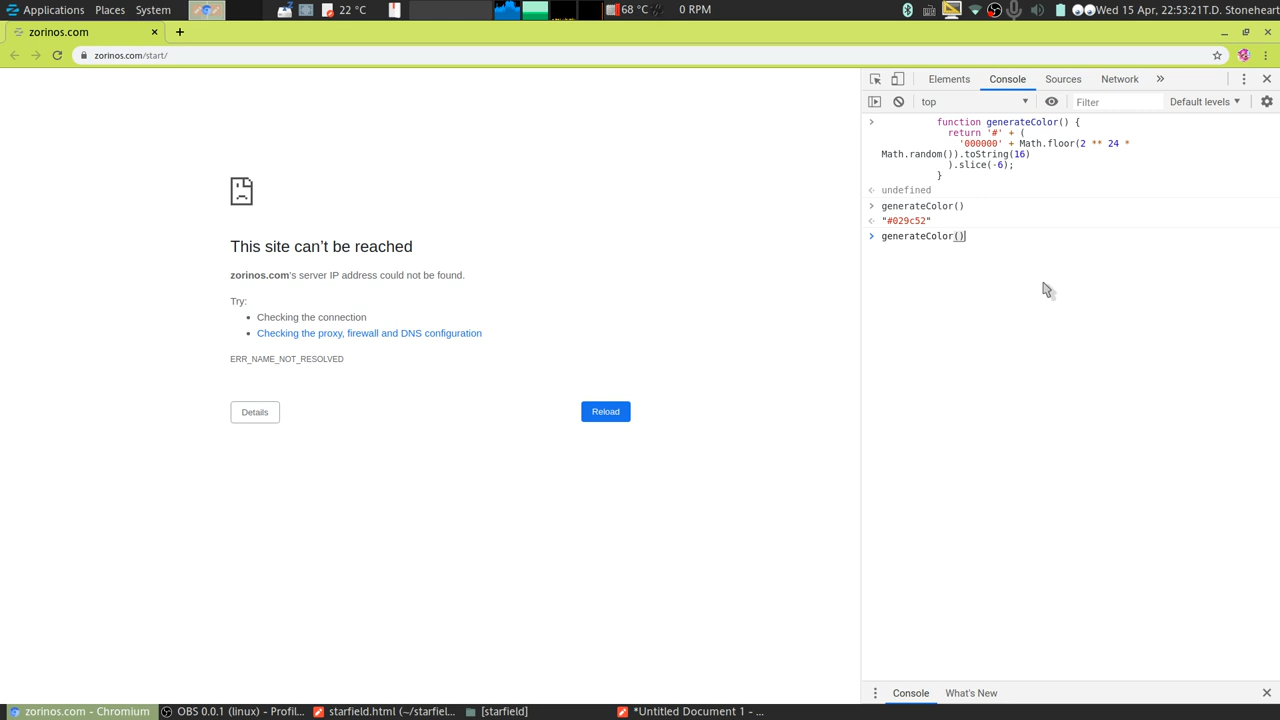 Applications Places System 22 °C 68 °C 0 RPM Wed 15 Apr, 22:53:21 T.D. Stoneheart
zorinos.com
zorinos.com/start/
Elements Console Sources Network »
top Filter Default levels
function generateColor() {
return '#' + (
'000000' + Math.floor(2 ** 24 *
Math.random()).toString(16)
).slice(-6);
}
undefined
generateColor()
"#029c52"
generateColor()
This site can't be reached
zorinos.com's server IP address could not be found.
Try:
• Checking the connection
• Checking the proxy, firewall and DNS configuration
ERR_NAME_NOT_RESOLVED
Details Reload
Console What's New
zorinos.com - Chromium OBS 0.0.1 (linux) - Profil... starfield.html (~/starfiel... [starfield] *Untitled Document 1 - ...